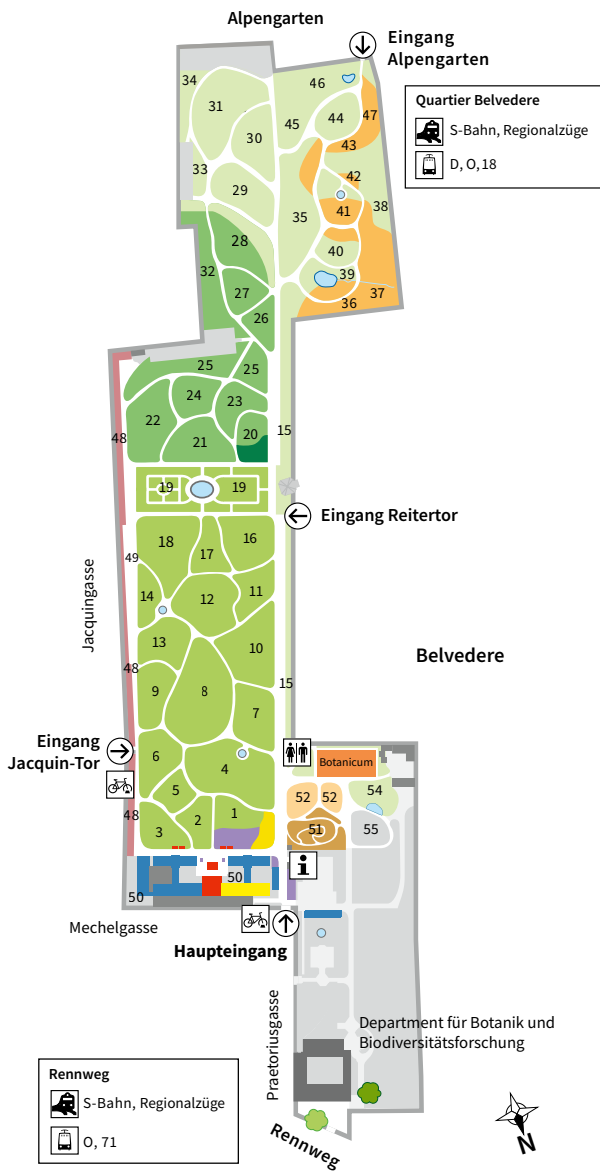 Alpengarten
Eingang
Alpengarten
Quartier Belvedere
S-Bahn, Regionalzüge
D, O, 18
34
46
31
47
44
45
43
30
33
42
29
38
41
35
28
40
32
39
27
37
36
26
25
25
24
23
22
20
15
48
21
19
19
Eingang Reitertor
18
16
17
49
14
11
12
Jacquingasse
13
10
Belvedere
48
15
9
8
7
Eingang
Jacquin-Tor
6
4
Botanicum
5
54
52
52
48
2
1
3
51
55
i
50
50
Mechelgasse
Haupteingang
Praetoriusgasse
Department für Botanik und
Biodiversitätsforschung
Rennweg
S-Bahn, Regionalzüge
O, 71
Rennweg
N